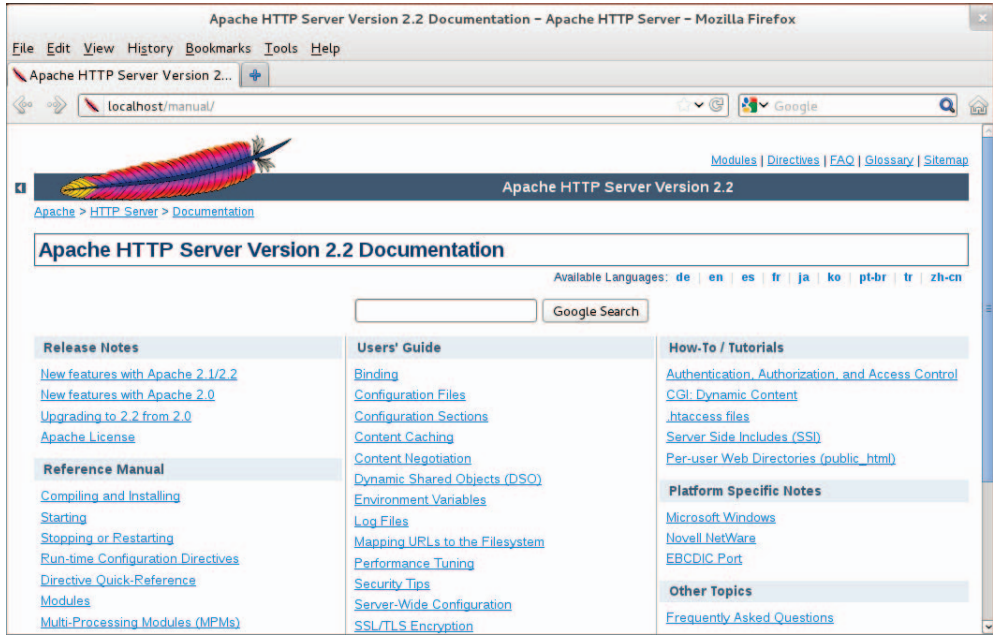 Apache HTTP Server Version 2.2 Documentation – Apache HTTP Server – Mozilla Firefox
File Edit View History Bookmarks Tools Help
Apache HTTP Server Version 2...
localhost/manual/
Google
Modules | Directives | FAQ | Glossary | Sitemap
Apache HTTP Server Version 2.2
Apache > HTTP Server > Documentation
Apache HTTP Server Version 2.2 Documentation
Available Languages: de | en | es | fr | ja | ko | pt-br | tr | zh-cn
Google Search
Release Notes
New features with Apache 2.1/2.2
New features with Apache 2.0
Upgrading to 2.2 from 2.0
Apache License
Reference Manual
Compiling and Installing
Starting
Stopping or Restarting
Run-time Configuration Directives
Directive Quick-Reference
Modules
Multi-Processing Modules (MPMs)
Users' Guide
Binding
Configuration Files
Configuration Sections
Content Caching
Content Negotiation
Dynamic Shared Objects (DSO)
Environment Variables
Log Files
Mapping URLs to the Filesystem
Performance Tuning
Security Tips
Server-Wide Configuration
SSL/TLS Encryption
How-To / Tutorials
Authentication, Authorization, and Access Control
CGI: Dynamic Content
.htaccess files
Server Side Includes (SSI)
Per-user Web Directories (public_html)
Platform Specific Notes
Microsoft Windows
Novell NetWare
EBCDIC Port
Other Topics
Frequently Asked Questions